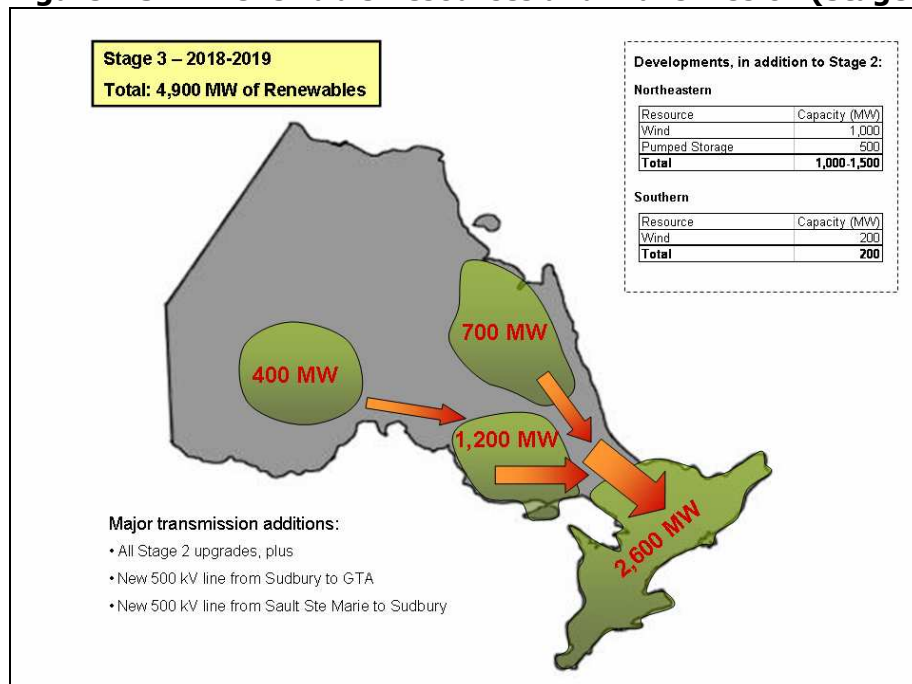 Stage 3 – 2018-2019
Total: 4,900 MW of Renewables
Developments, in addition to Stage 2:
Northeastern
Resource Capacity (MW)
Wind 1,000
Pumped Storage 500
Total 1,000-1,500
Southern
Resource Capacity (MW)
Wind 200
Total 200
700 MW
400 MW
1,200 MW
2,600 MW
Major transmission additions:
• All Stage 2 upgrades, plus
• New 500 kV line from Sudbury to GTA
• New 500 kV line from Sault Ste Marie to Sudbury